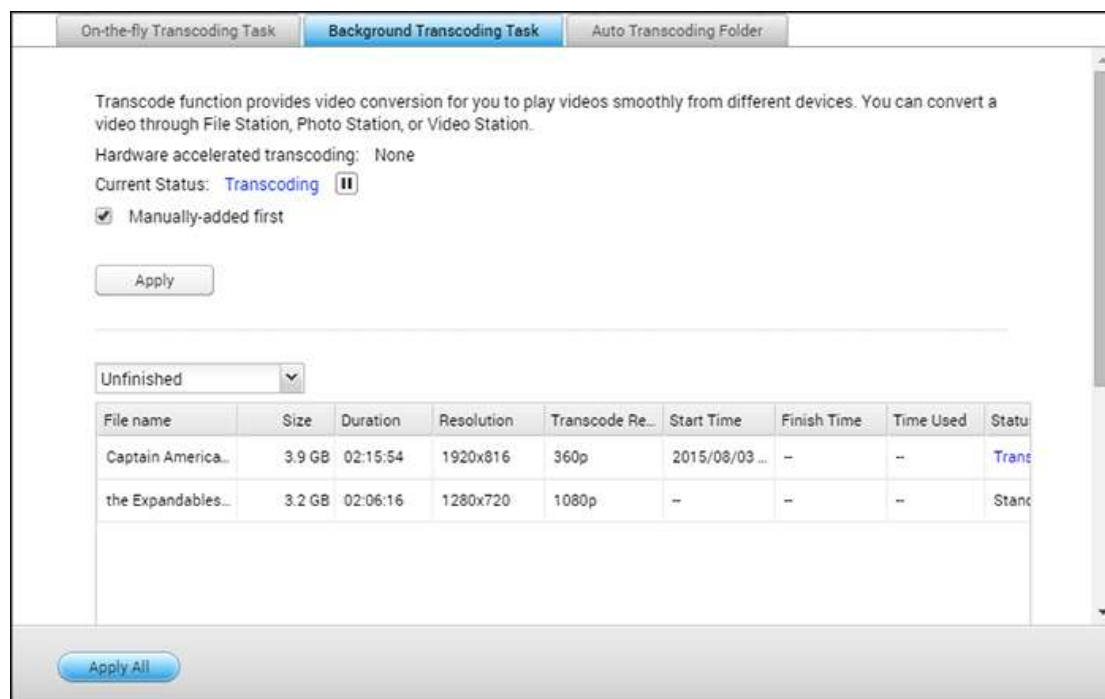 On-the-fly Transcoding Task
Background Transcoding Task
Auto Transcoding Folder
Transcode function provides video conversion for you to play videos smoothly from different devices. You can convert a
video through File Station, Photo Station, or Video Station.
Hardware accelerated transcoding: None
Current Status: Transcoding
Manually-added first
Apply
Unfinished
File name Size Duration Resolution Transcode Re... Start Time Finish Time Time Used Statu
Captain America... 3.9 GB 02:15:54 1920x816 360p 2015/08/03 ... -- -- Trans
the Expandables... 3.2 GB 02:06:16 1280x720 1080p -- -- -- Stand
Apply All